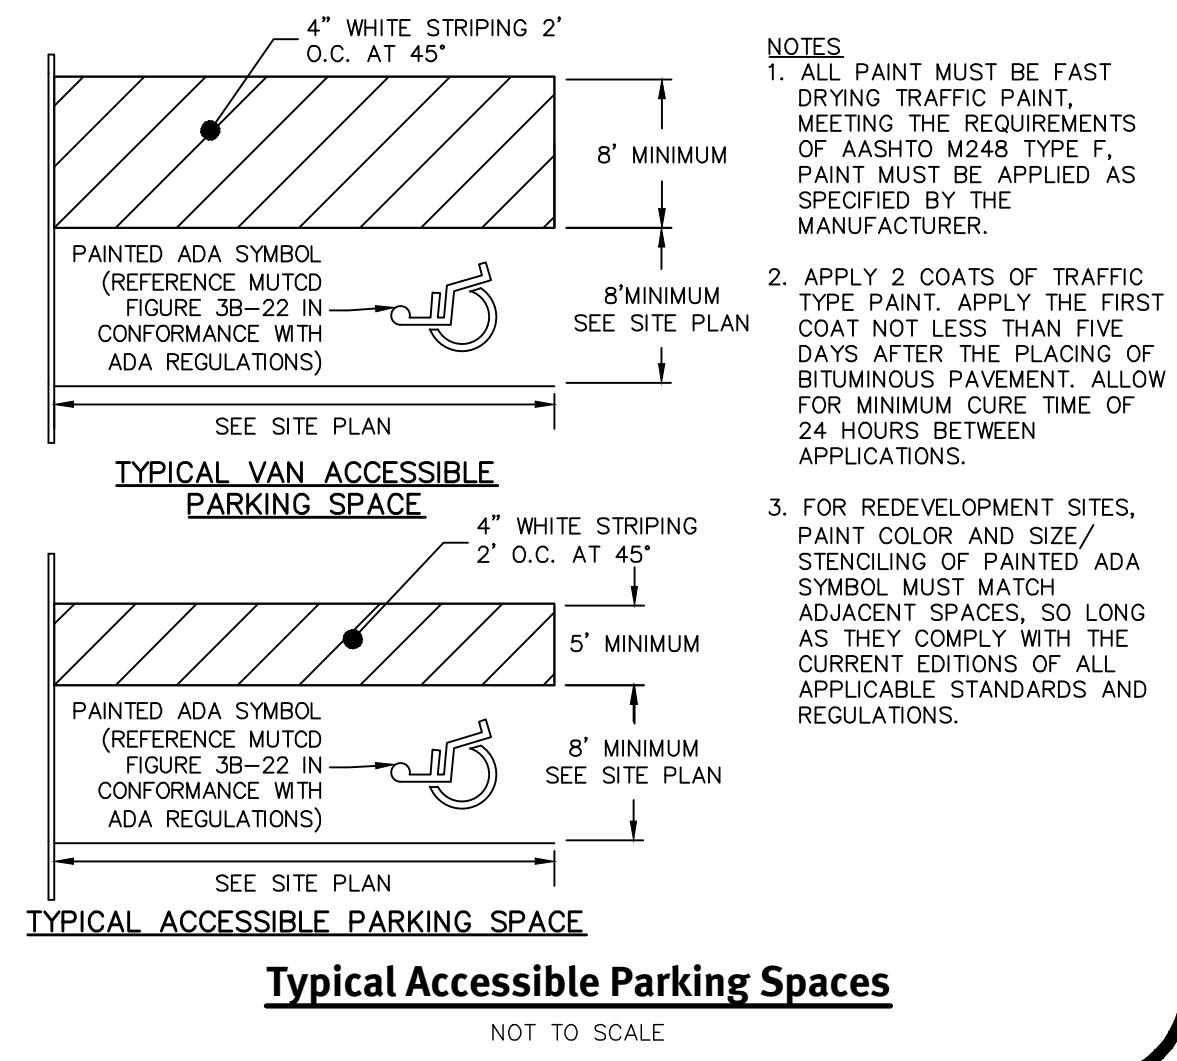 4” WHITE STRIPING 2’
O.C. AT 45°
8’ MINIMUM
PAINTED ADA SYMBOL
(REFERENCE MUTCD
FIGURE 3B-22 IN
CONFORMANCE WITH
ADA REGULATIONS)
8’MINIMUM
SEE SITE PLAN
SEE SITE PLAN
TYPICAL VAN ACCESSIBLE
PARKING SPACE
4” WHITE STRIPING
2’ O.C. AT 45°
5’ MINIMUM
PAINTED ADA SYMBOL
(REFERENCE MUTCD
FIGURE 3B-22 IN
CONFORMANCE WITH
ADA REGULATIONS)
8’ MINIMUM
SEE SITE PLAN
SEE SITE PLAN
TYPICAL ACCESSIBLE PARKING SPACE
NOTES
1. ALL PAINT MUST BE FAST
DRYING TRAFFIC PAINT,
MEETING THE REQUIREMENTS
OF AASHTO M248 TYPE F,
PAINT MUST BE APPLIED AS
SPECIFIED BY THE
MANUFACTURER.
2. APPLY 2 COATS OF TRAFFIC
TYPE PAINT. APPLY THE FIRST
COAT NOT LESS THAN FIVE
DAYS AFTER THE PLACING OF
BITUMINOUS PAVEMENT. ALLOW
FOR MINIMUM CURE TIME OF
24 HOURS BETWEEN
APPLICATIONS.
3. FOR REDEVELOPMENT SITES,
PAINT COLOR AND SIZE/
STENCILING OF PAINTED ADA
SYMBOL MUST MATCH
ADJACENT SPACES, SO LONG
AS THEY COMPLY WITH THE
CURRENT EDITIONS OF ALL
APPLICABLE STANDARDS AND
REGULATIONS.
Typical Accessible Parking Spaces
NOT TO SCALE